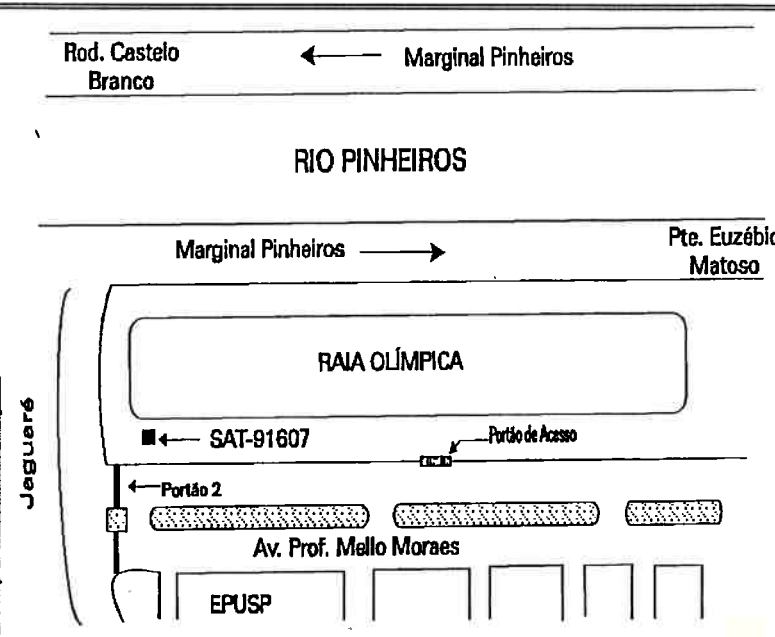 Rod. Castelo
Branco
Marginal Pinheiros
RIO PINHEIROS
Marginal Pinheiros
Pte. Euzébio
Matoso
RAIA OLÍMPICA
SAT-91607
Portão de Acesso
Jaguaré
Portão 2
Av. Prof. Mello Moraes
EPUSP